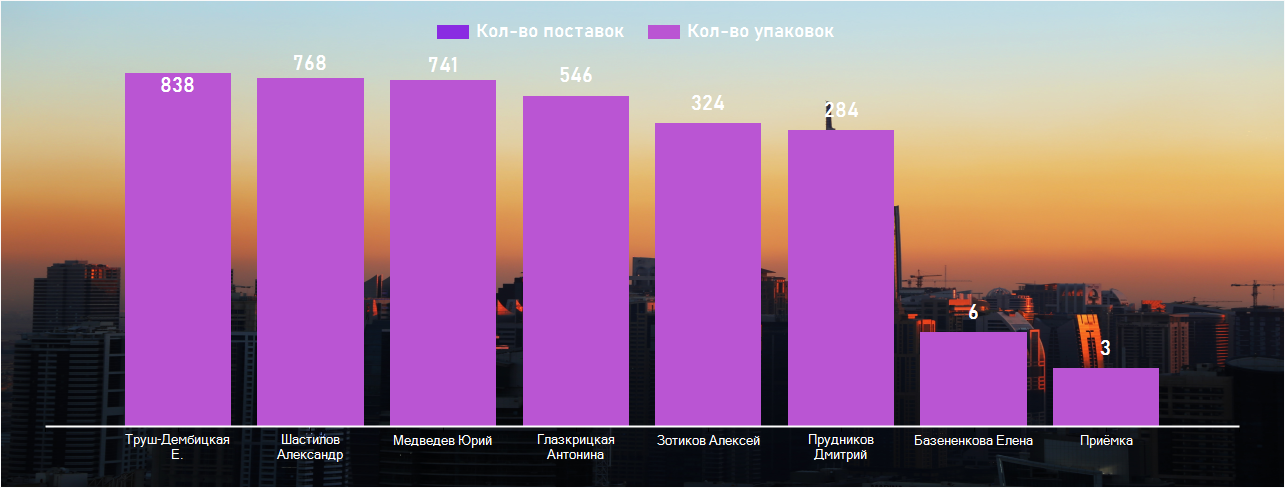 Кол-во поставок Кол-во упаковок
838 768 741 546 324 284 6 3
Труш-Дембицкая Е.
Шастилов
Александр
Медведев Юрий
Глазкрицкая
Антонина
Зотиков Алексей
Прудников
Дмитрий
Базененкова Елена
Приёмка